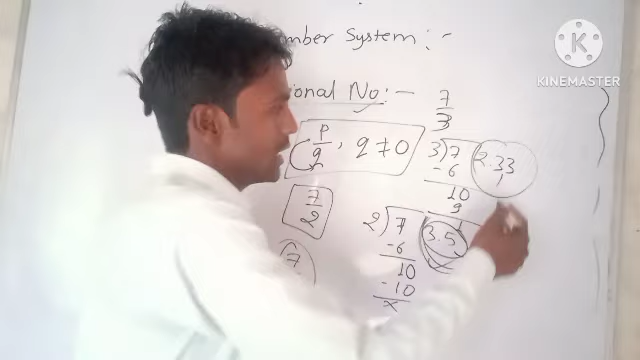 mber System :-
ional No :-
7/3
p/q, q≠0
3)7(2.33
-6
10
9
7/2
2)7(3.5
-6
10
-10
x
7
K
KINEMASTER